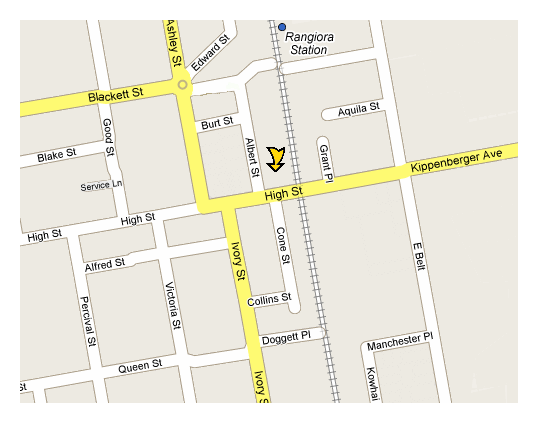 Ashley St
Edward St
Rangiora
Station
Blackett St
Good St
Burt St
Aquila St
Blake St
Albert St
Grant Pl
Kippenberger Ave
Service Ln
High St
High St
High St
Cone St
Ivory St
E Belt
Alfred St
Percival St
Victoria St
Collins St
Doggett Pl
Manchester Pl
Queen St
Kowhai
St
Ivory S